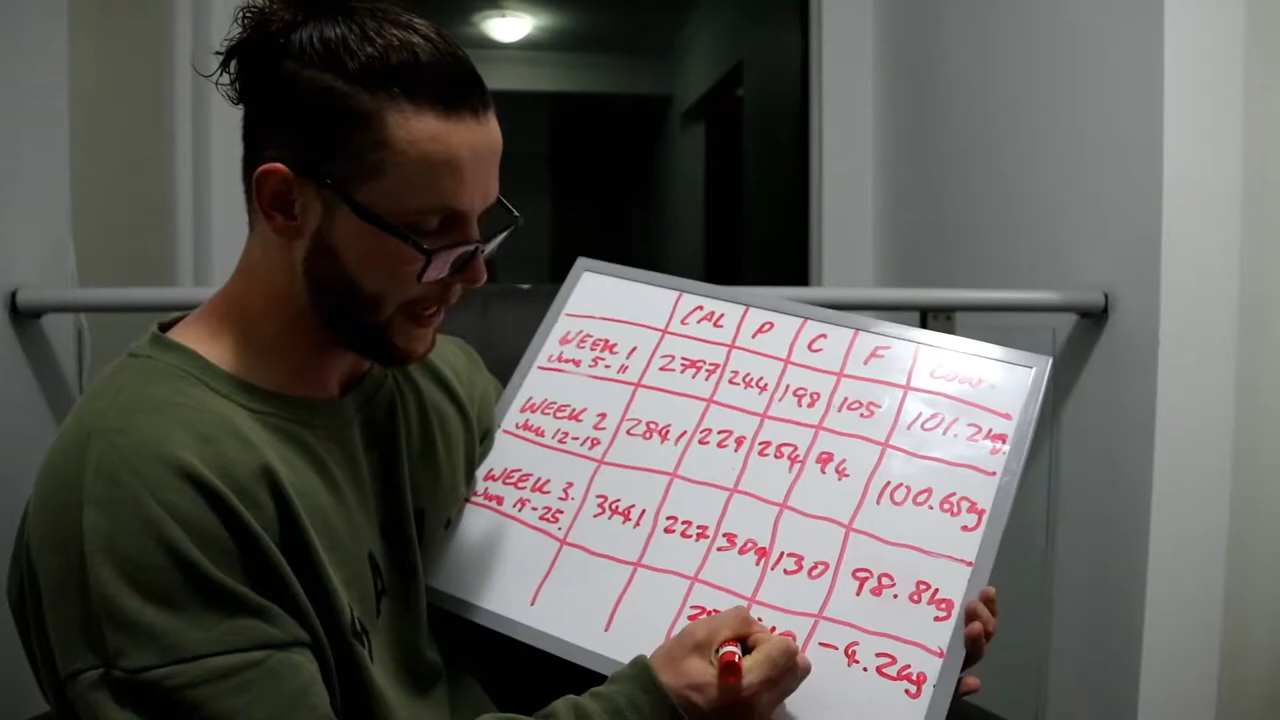 CAL P C F Low.
WEEK 1 2797 244 198 105 101.2kg.
June 5-11
WEEK 2 2841 229 254 94 100.65kg
June 12-18
WEEK 3. 3441 227 309 130 98.8kg
June 19-25.
-4.2kg.